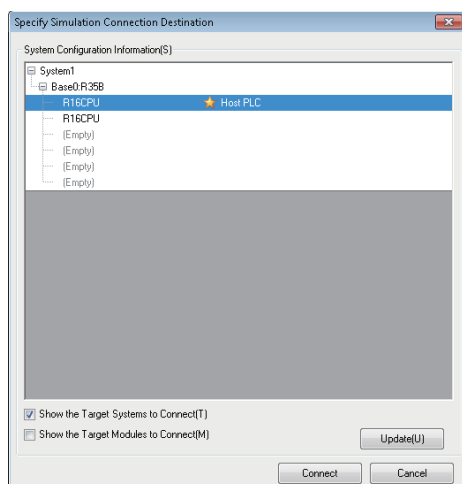 Specify Simulation Connection Destination
System Configuration Information(S)
System1
Base0:R35B
R16CPU Host PLC
R16CPU
(Empty)
(Empty)
(Empty)
(Empty)
Show the Target Systems to Connect(T)
Show the Target Modules to Connect(M)
Update(U)
Connect Cancel